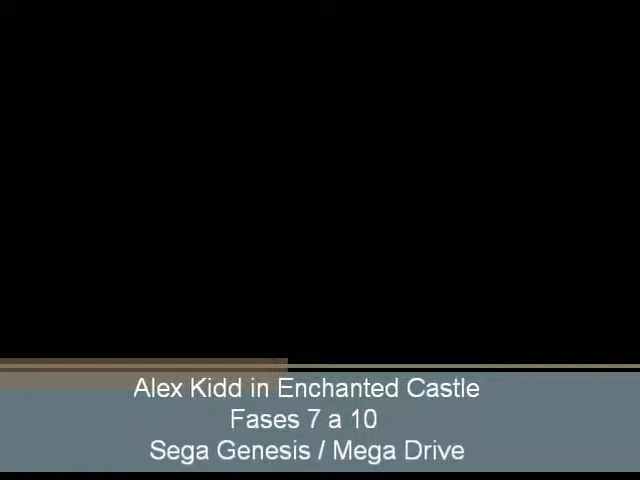 Alex Kidd in Enchanted Castle
Fases 7 a 10
Sega Genesis / Mega Drive